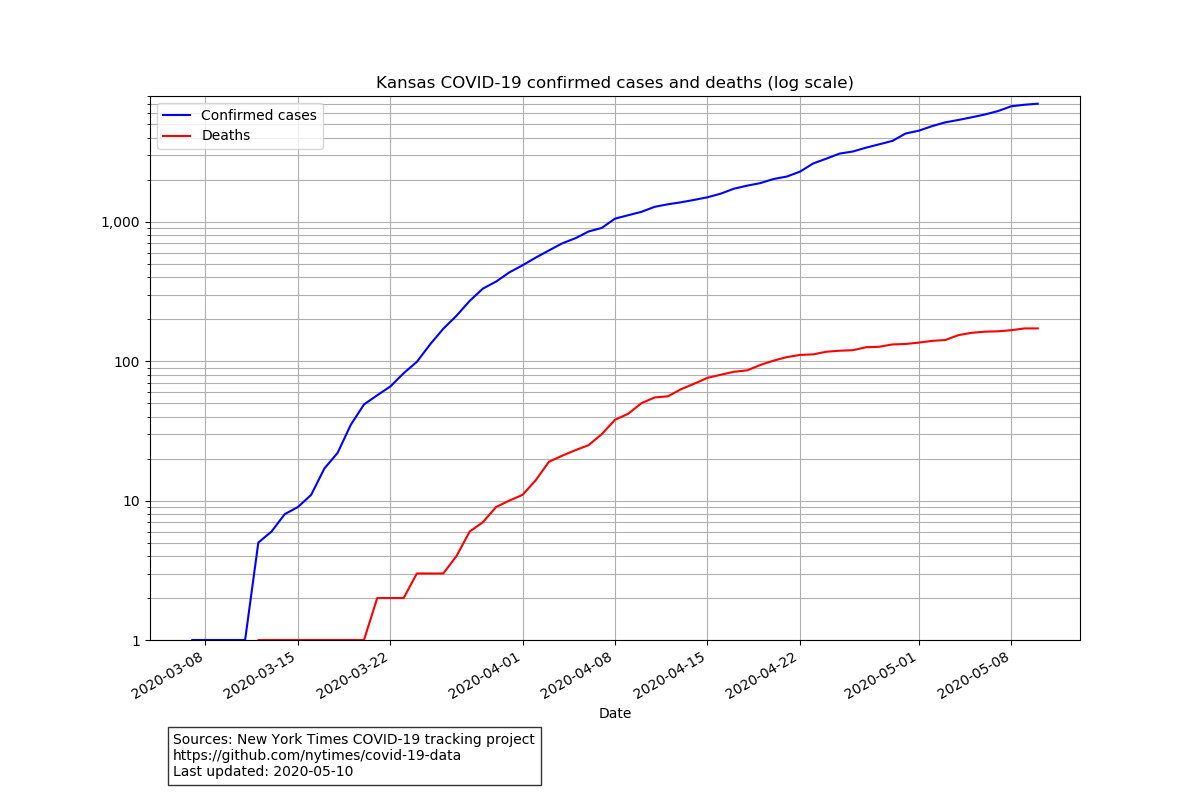 Kansas COVID-19 confirmed cases and deaths (log scale)
Confirmed cases
Deaths
1,000
100
10
1
2020-03-08
2020-03-15
2020-03-22
2020-04-01
2020-04-08
2020-04-15
2020-04-22
2020-05-01
2020-05-08
Date
Sources: New York Times COVID-19 tracking project
https://github.com/nytimes/covid-19-data
Last updated: 2020-05-10